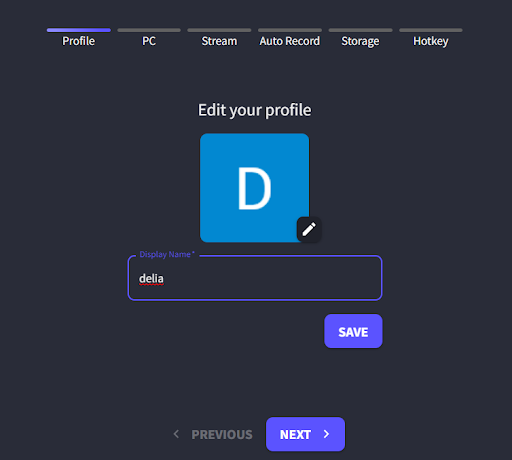 Profile PC Stream Auto Record Storage Hotkey
Edit your profile
D
Display Name*
delia
SAVE
PREVIOUS NEXT